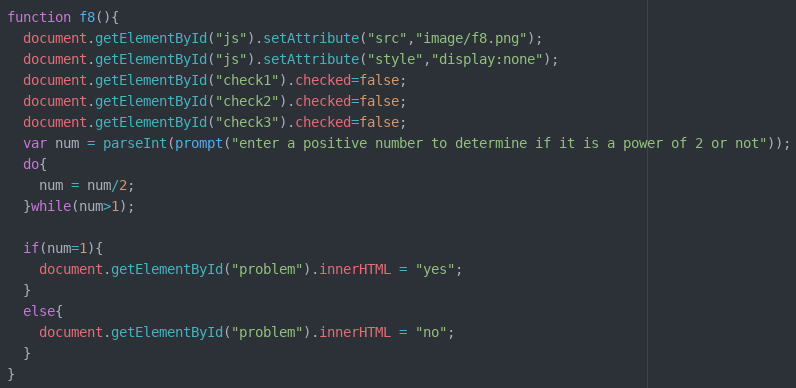 function f8(){
  document.getElementById("js").setAttribute("src","image/f8.png");
  document.getElementById("js").setAttribute("style","display:none");
  document.getElementById("check1").checked=false;
  document.getElementById("check2").checked=false;
  document.getElementById("check3").checked=false;
  var num = parseInt(prompt("enter a positive number to determine if it is a power of 2 or not"));
  do{
    num = num/2;
  }while(num>1);

  if(num=1){
    document.getElementById("problem").innerHTML = "yes";
  }
  else{
    document.getElementById("problem").innerHTML = "no";
  }
}